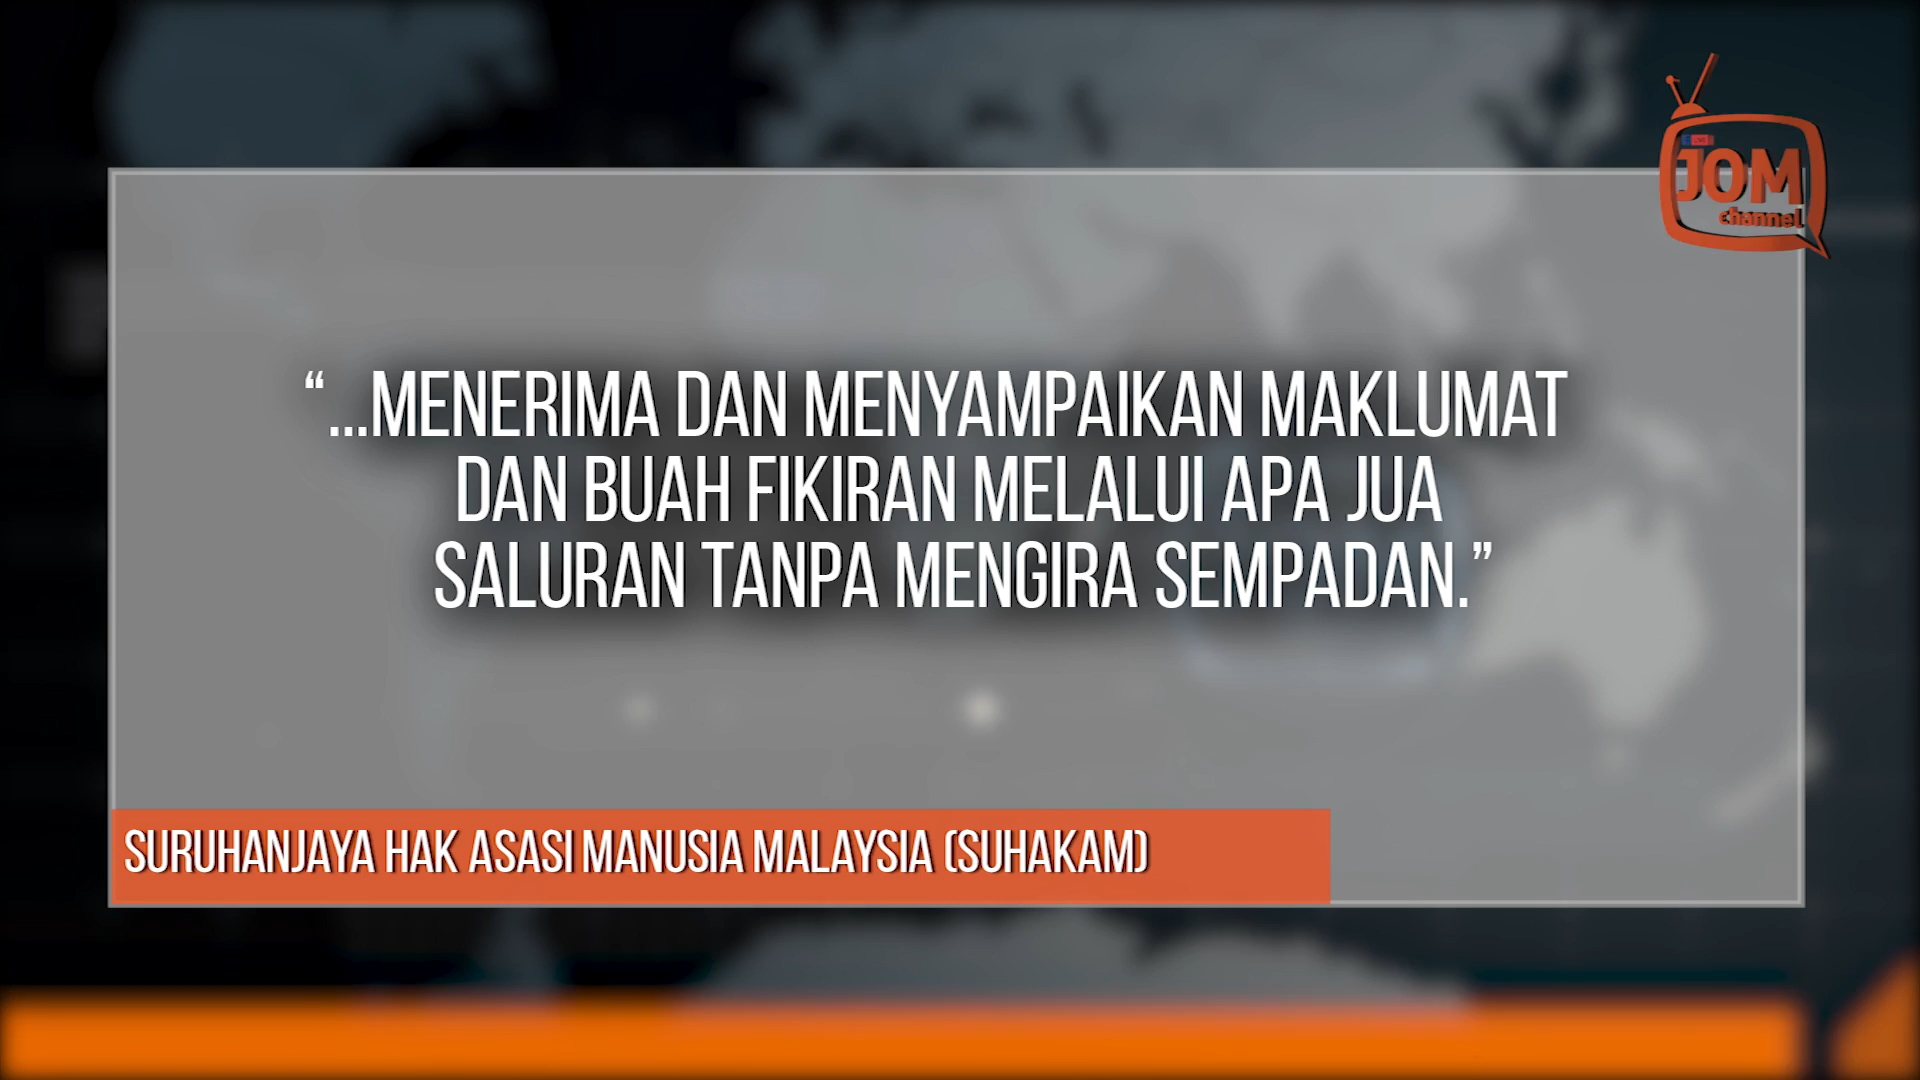 JOM
channel
“...MENERIMA DAN MENYAMPAIKAN MAKLUMAT
DAN BUAH FIKIRAN MELALUI APA JUA
SALURAN TANPA MENGIRA SEMPADAN.”
SURUHANJAYA HAK ASASI MANUSIA MALAYSIA (SUHAKAM)